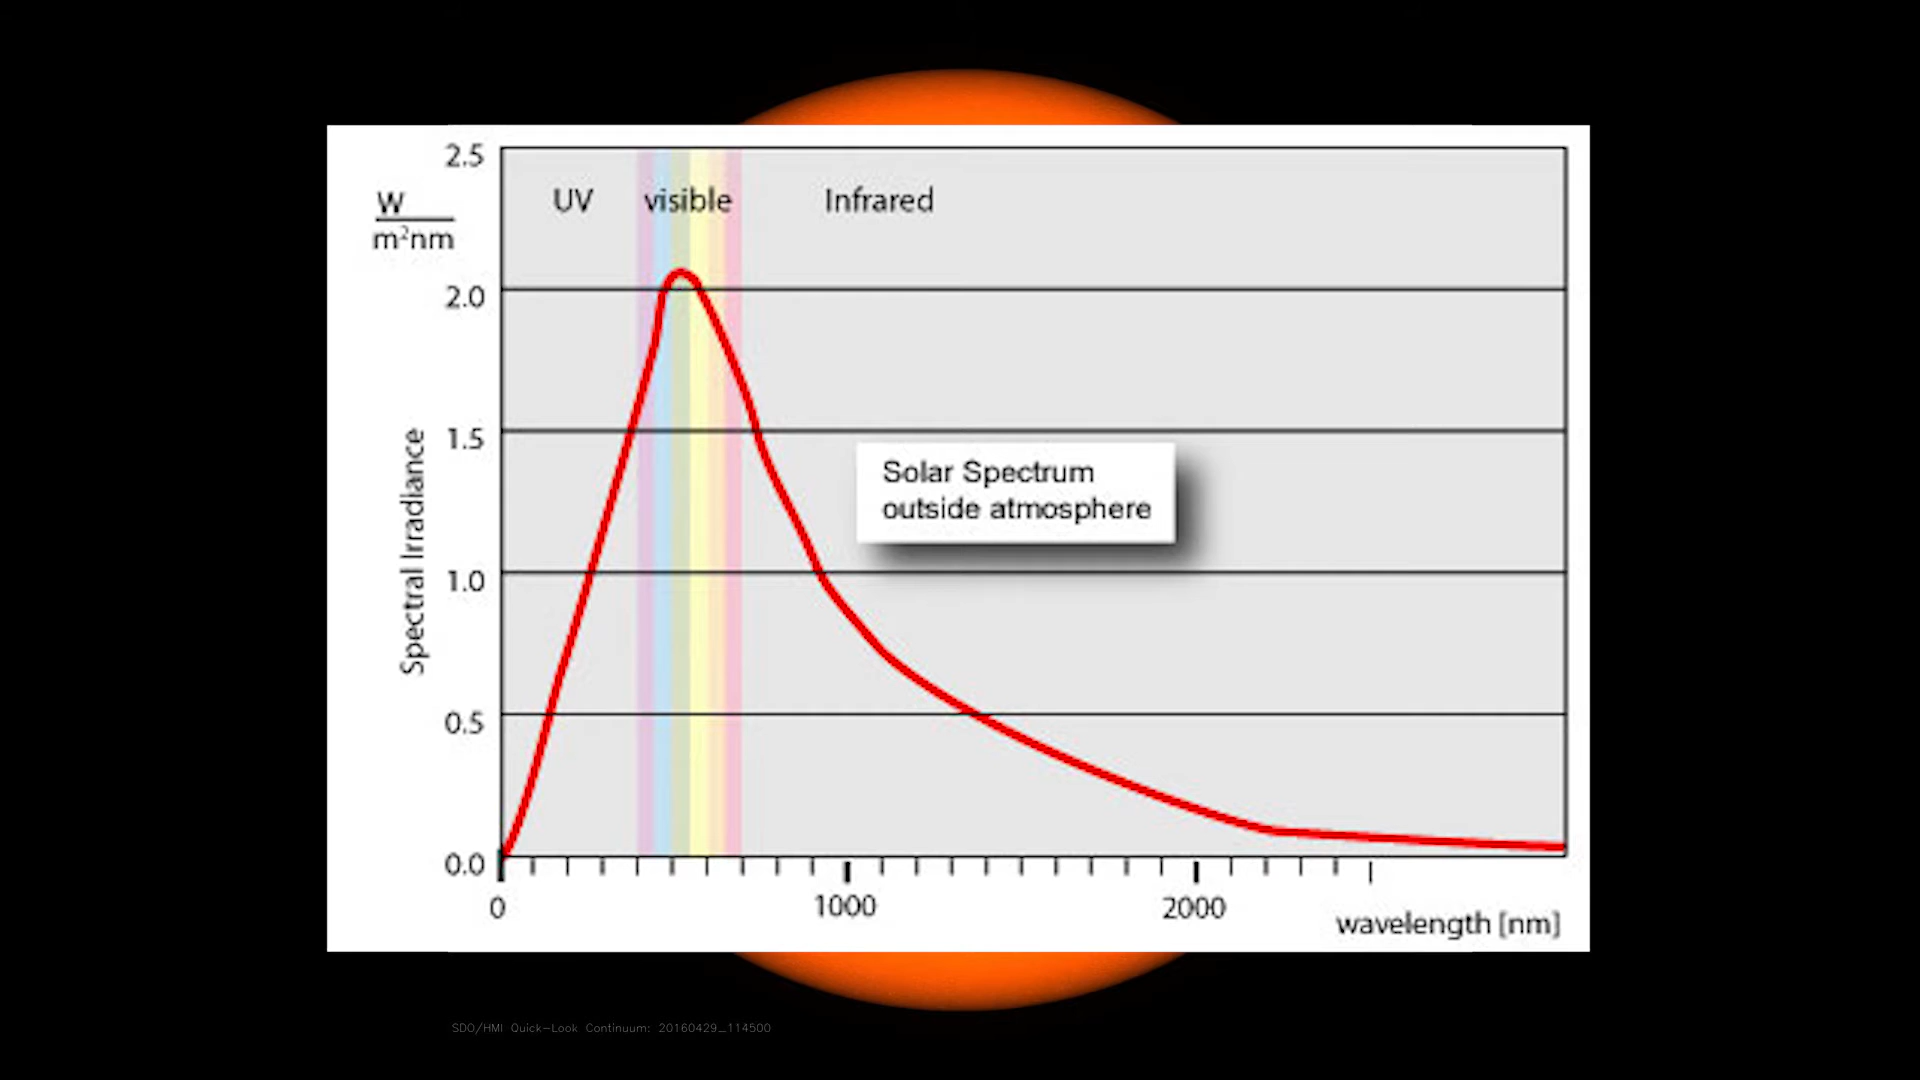 2.5
UV visible Infrared
W
m²nm
2.0
Spectral Irradiance
1.5
Solar Spectrum
outside atmosphere
1.0
0.5
0.0
0 1000 2000
wavelength [nm]
SDO/HMI Quick-Look Continuum: 20160429_114500